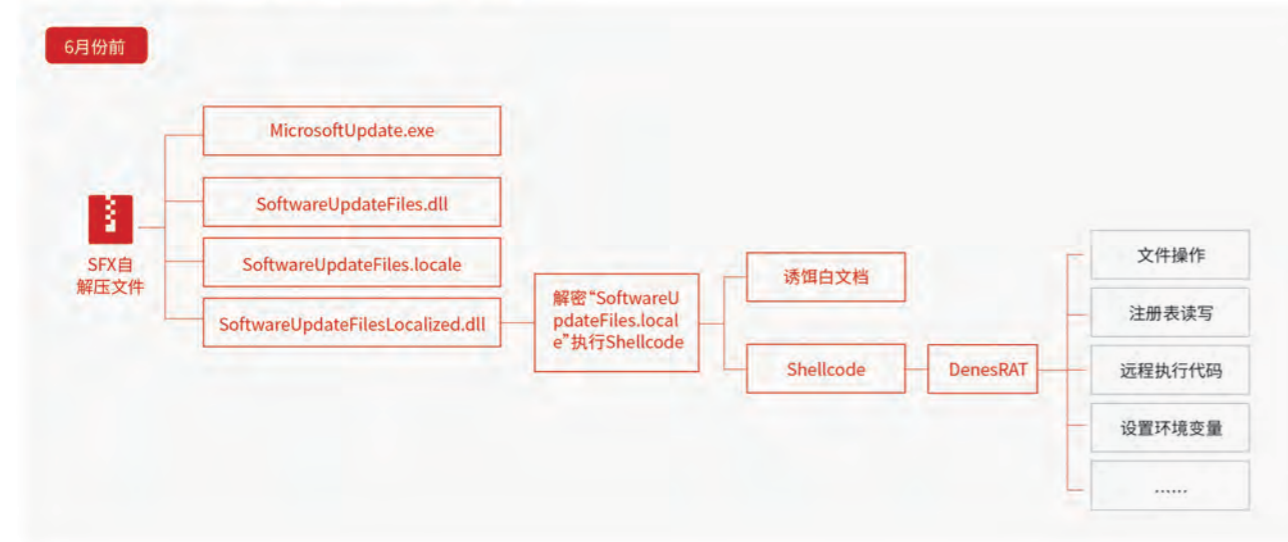 6月份前
MicrosoftUpdate.exe
SoftwareUpdateFiles.dll
SFX自
解压文件
SoftwareUpdateFiles.locale
SoftwareUpdateFilesLocalized.dll
解密“SoftwareU
pdateFiles.local
e”执行Shellcode
诱饵白文档
Shellcode
DenesRAT
文件操作
注册表读写
远程执行代码
设置环境变量
……